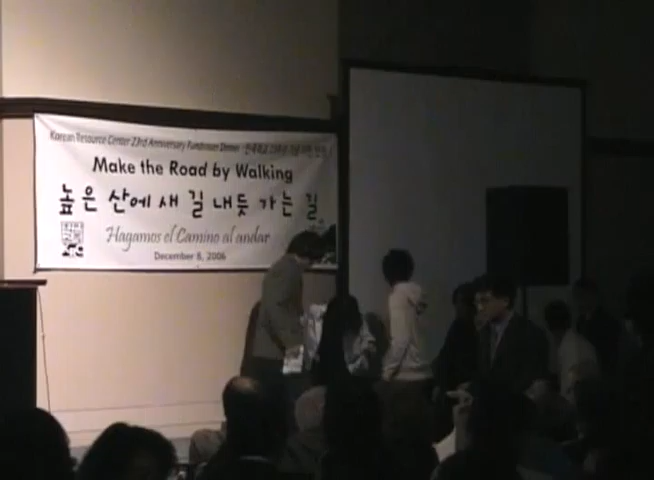 Korean Resource Center 23rd Anniversary Fundraiser Dinner
Make the Road by Walking
높은 산에 새 길 내듯 가는 길
Hagamos el Camino al andar
December 8, 2006